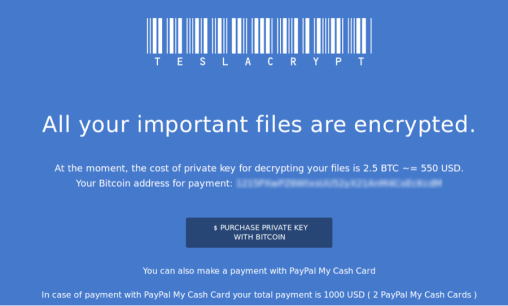 TESLACRYPT
All your important files are encrypted.
At the moment, the cost of private key for decrypting your files is 2.5 BTC ~= 550 USD.
Your Bitcoin address for payment:
$ PURCHASE PRIVATE KEY
WITH BITCOIN
You can also make a payment with PayPal My Cash Card
In case of payment with PayPal My Cash Card your total payment is 1000 USD ( 2 PayPal My Cash Cards )